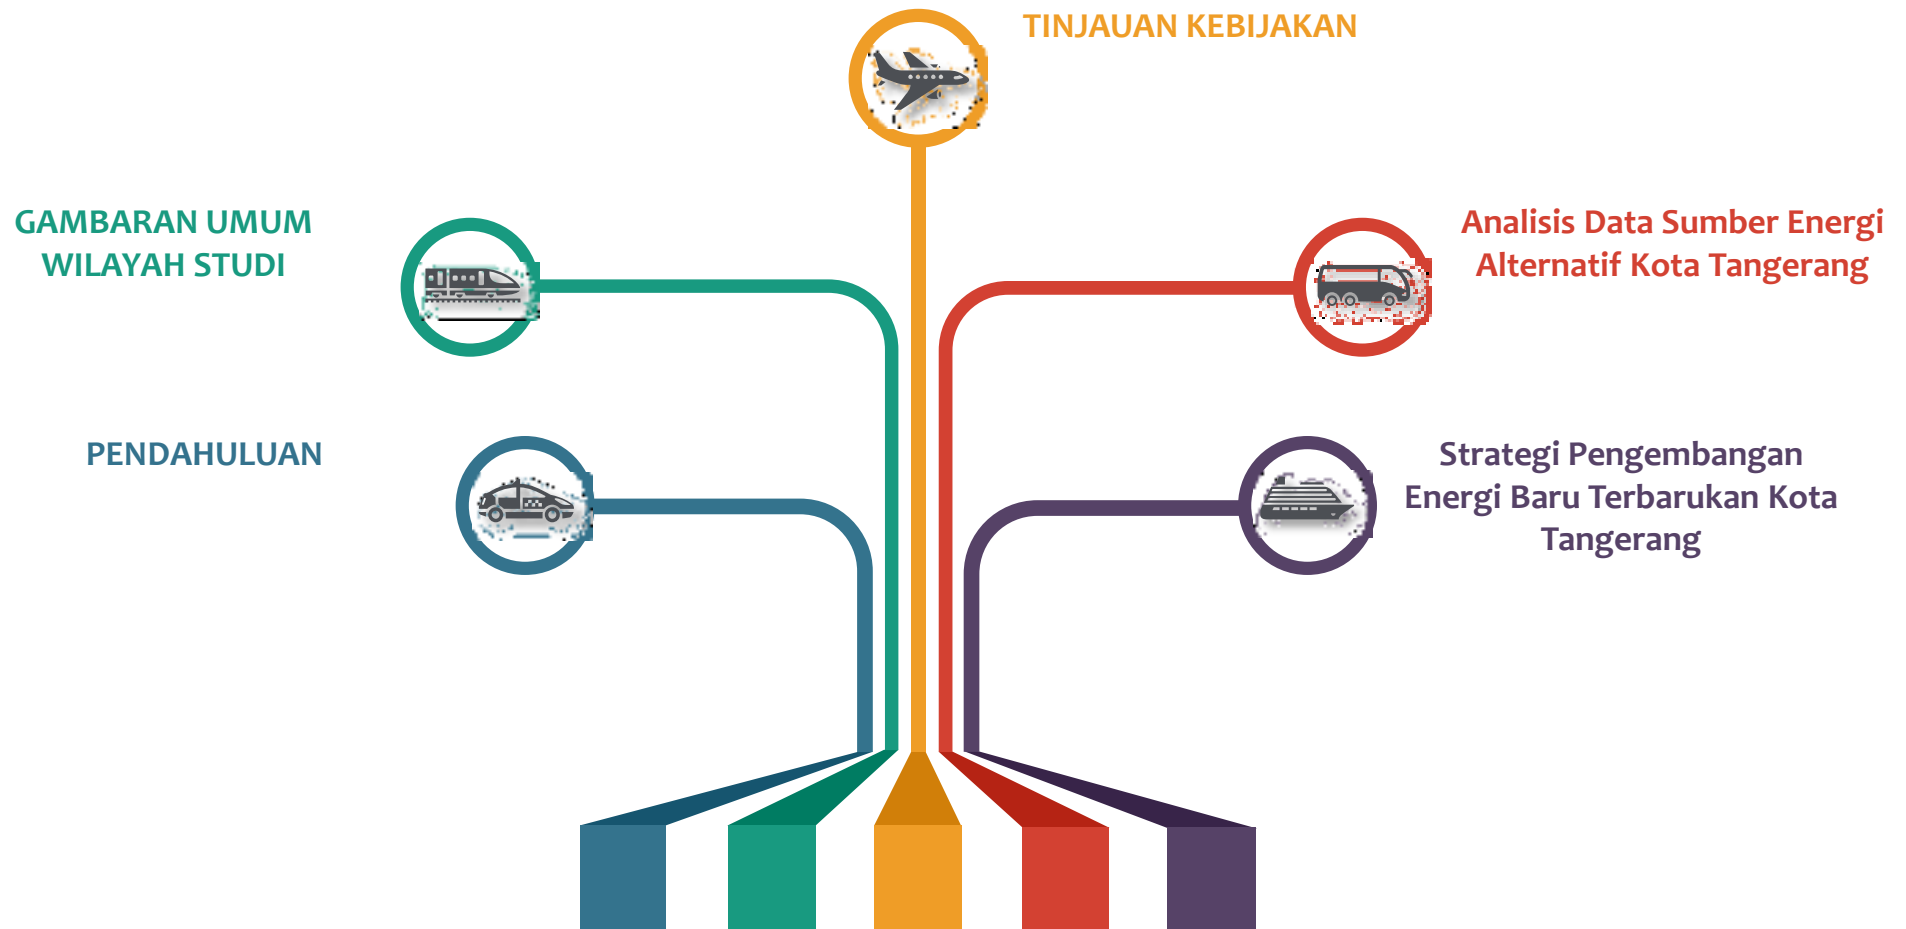 TINJAUAN KEBIJAKAN
GAMBARAN UMUM
WILAYAH STUDI
Analisis Data Sumber Energi
Alternatif Kota Tangerang
PENDAHULUAN
Strategi Pengembangan
Energi Baru Terbarukan Kota
Tangerang